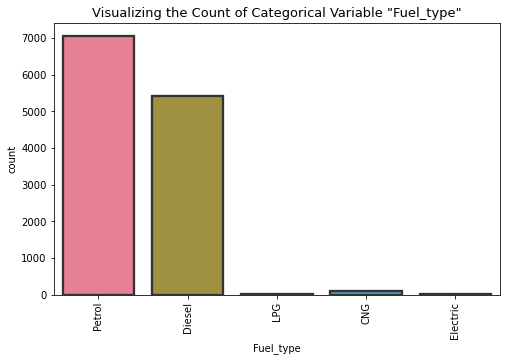 Visualizing the Count of Categorical Variable "Fuel_type"
7000
6000
5000
4000
3000
2000
1000
0
count
Petrol
Diesel
LPG
CNG
Electric
Fuel_type